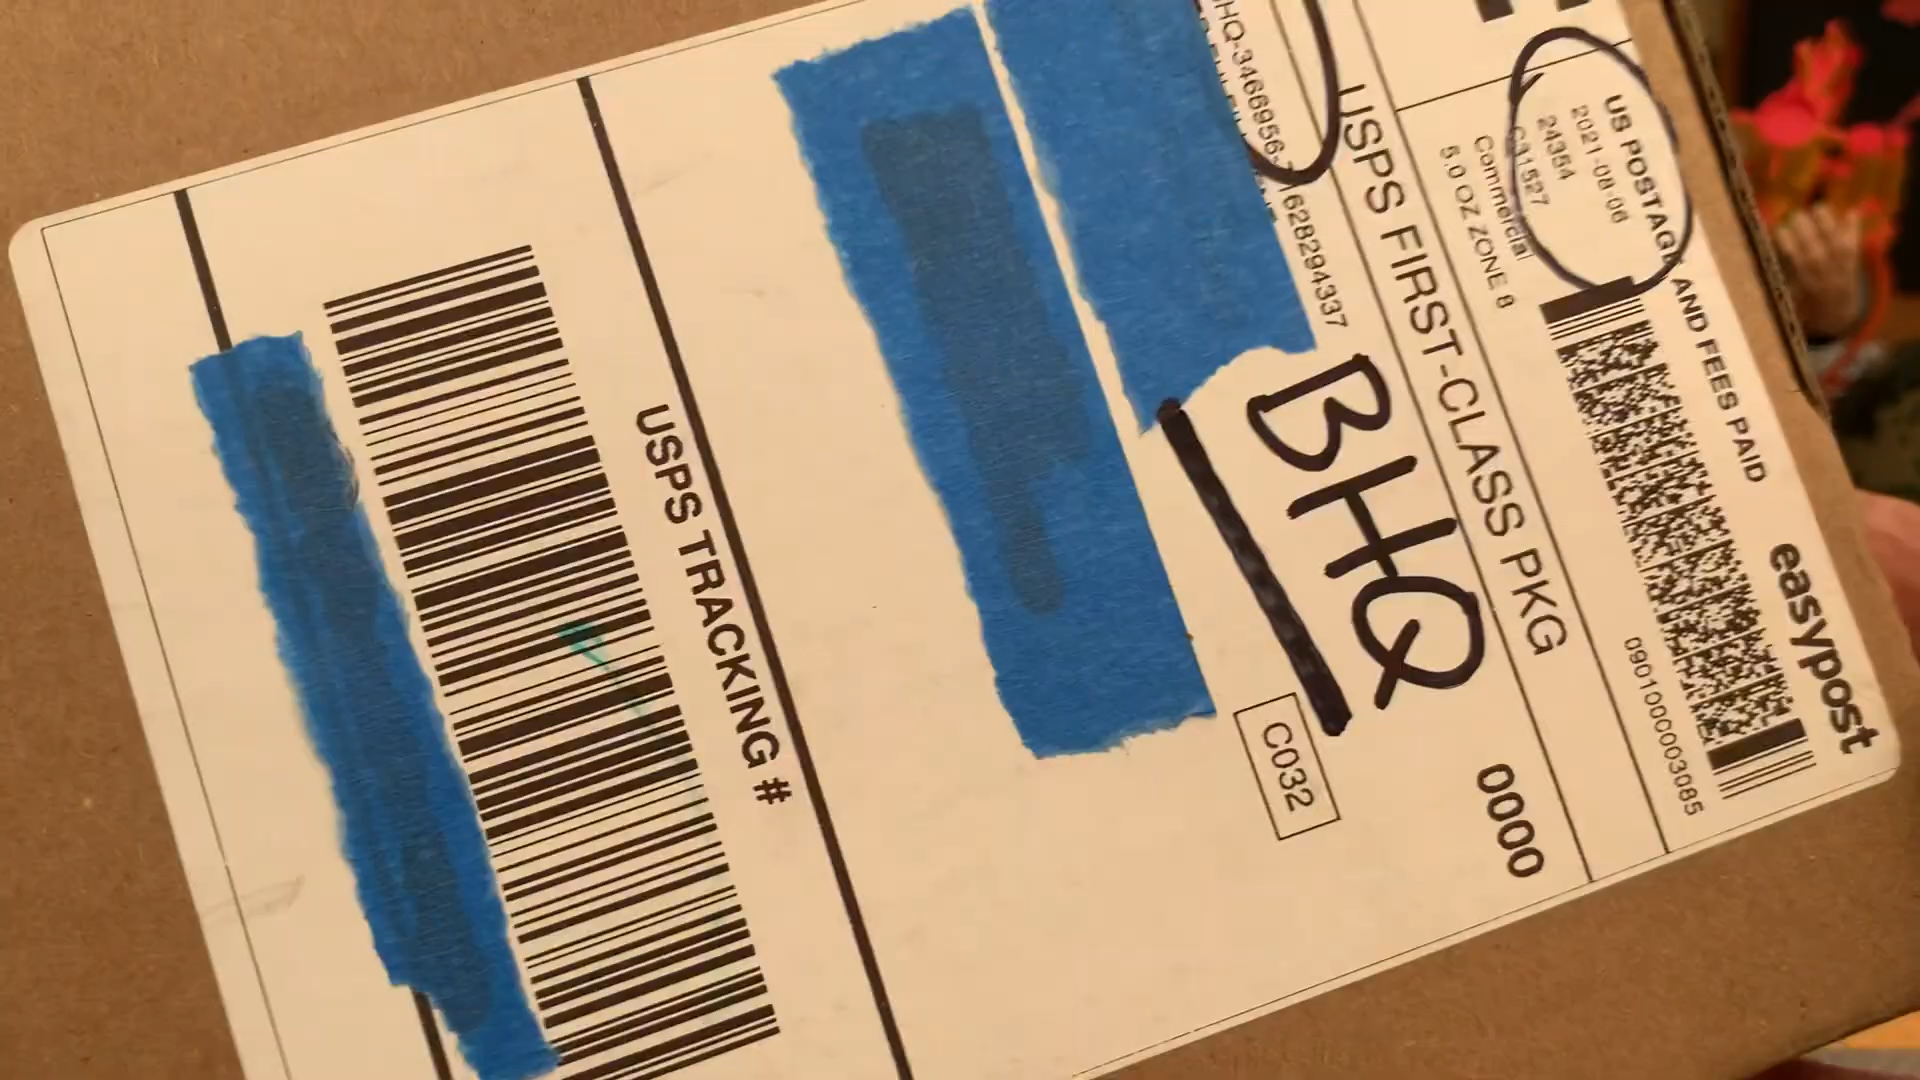 US POSTAGE AND FEES PAID
2021-08-06
24354
C31527
Commercial
5.0 OZ ZONE 8
easypost
0901000003085
USPS FIRST-CLASS PKG
0000
BHQ
C032
USPS TRACKING #